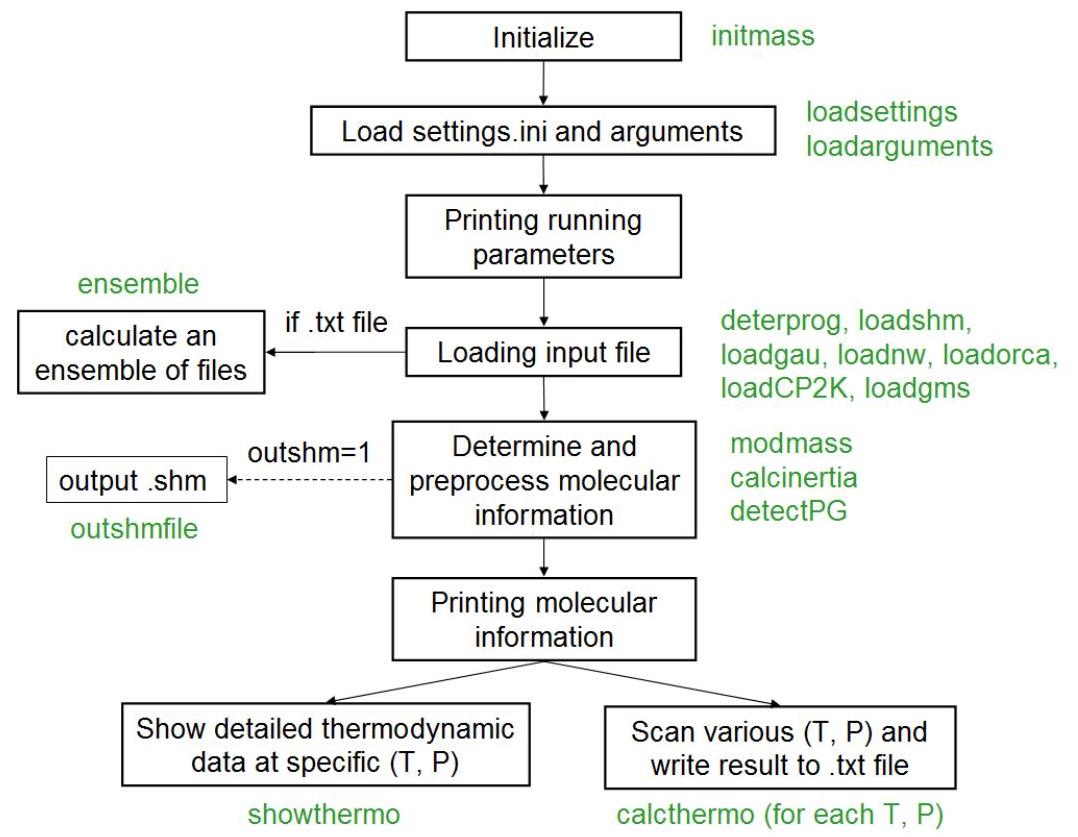 Initialize
initmass
Load settings.ini and arguments
loadsettings
loadarguments
Printing running
parameters
ensemble
calculate an
ensemble of files
if .txt file
Loading input file
deterprog, loadshm,
loadgau, loadnw, loadorca,
loadCP2K, loadgms
Determine and
preprocess molecular
information
modmass
calcinertia
detectPG
outshm=1
output .shm
outshmfile
Printing molecular
information
Show detailed thermodynamic
data at specific (T, P)
showthermo
Scan various (T, P) and
write result to .txt file
calcthermo (for each T, P)